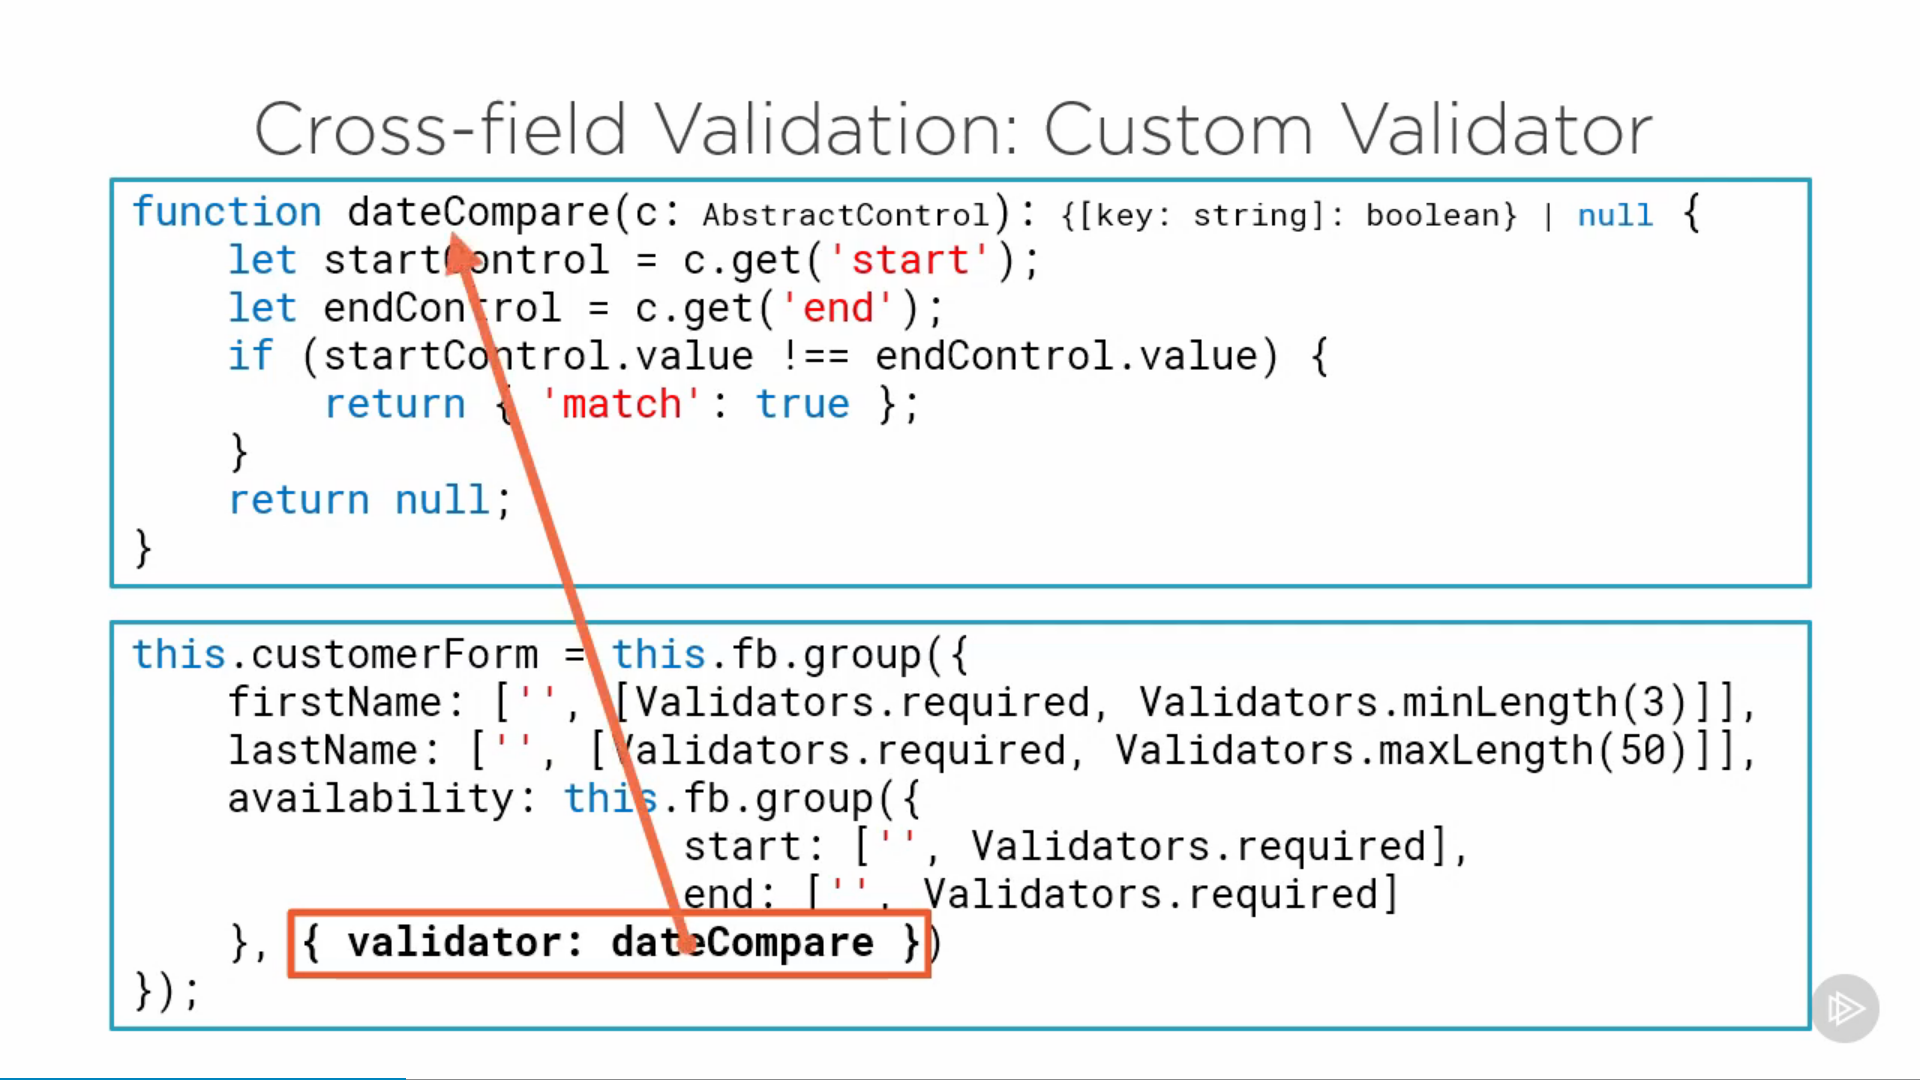 Cross-field Validation: Custom Validator
function dateCompare(c: AbstractControl): {[key: string]: boolean} | null {
    let startControl = c.get('start');
    let endControl = c.get('end');
    if (startControl.value !== endControl.value) {
        return { 'match': true };
    }
    return null;
}
this.customerForm = this.fb.group({
    firstName: ['', [Validators.required, Validators.minLength(3)]],
    lastName: ['', [Validators.required, Validators.maxLength(50)]],
    availability: this.fb.group({
                       start: ['', Validators.required],
                       end: ['', Validators.required]
    }, { validator: dateCompare })
});